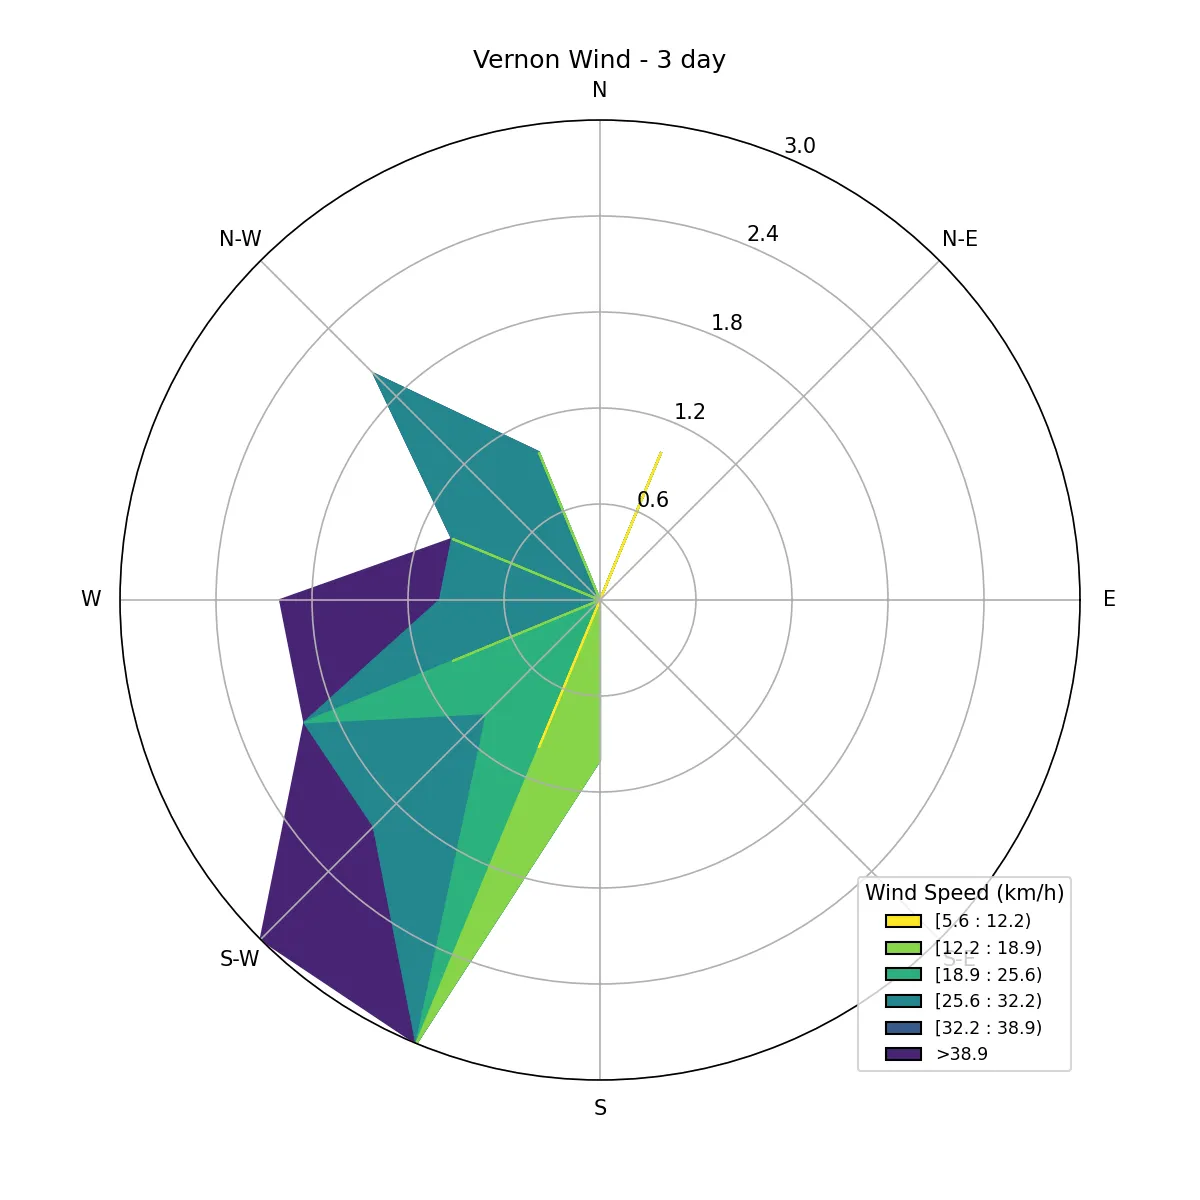 Vernon Wind - 3 day
N
3.0
N-W
2.4
N-E
1.8
1.2
0.6
W
E
S-W
S-E
S
Wind Speed (km/h)
[5.6 : 12.2)
[12.2 : 18.9)
[18.9 : 25.6)
[25.6 : 32.2)
[32.2 : 38.9)
>38.9